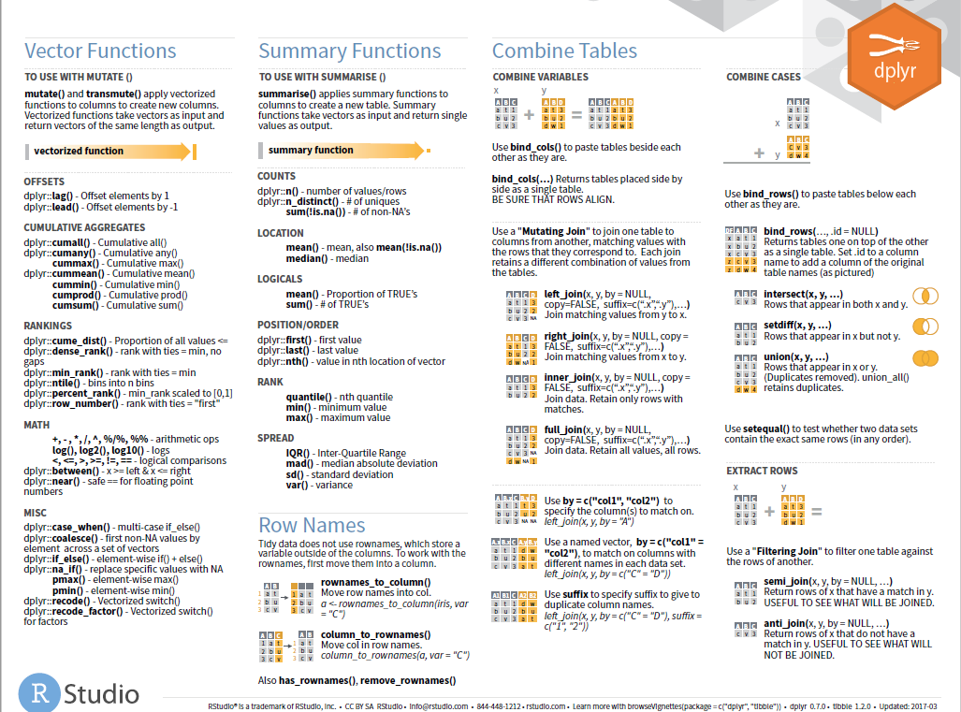 Vector Functions
TO USE WITH MUTATE ()
mutate() and transmute() apply vectorized
functions to columns to create new columns.
Vectorized functions take vectors as input and
return vectors of the same length as output.
vectorized function
OFFSETS
dplyr::lag() - Offset elements by 1
dplyr::lead() - Offset elements by -1
CUMULATIVE AGGREGATES
dplyr::cumall() - Cumulative all()
dplyr::cumany() - Cumulative any()
cummax() - Cumulative max()
dplyr::cummean() - Cumulative mean()
cummin() - Cumulative min()
cumprod() - Cumulative prod()
cumsum() - Cumulative sum()
RANKINGS
dplyr::cume_dist() - Proportion of all values <=
dplyr::dense_rank() - rank with ties = min, no
gaps
dplyr::min_rank() - rank with ties = min
dplyr::ntile() - bins into n bins
dplyr::percent_rank() - min_rank scaled to [0,1]
dplyr::row_number() - rank with ties = "first"
MATH
+, - , *, /, ^, %/%, %% - arithmetic ops
log(), log2(), log10() - logs
<, <=, >, >=, !=, == - logical comparisons
dplyr::between() - x >= left & x <= right
dplyr::near() - safe == for floating point
numbers
MISC
dplyr::case_when() - multi-case if_else()
dplyr::coalesce() - first non-NA values by
element across a set of vectors
dplyr::if_else() - element-wise if() + else()
dplyr::na_if() - replace specific values with NA
pmax() - element-wise max()
pmin() - element-wise min()
dplyr::recode() - Vectorized switch()
dplyr::recode_factor() - Vectorized switch()
for factors
Summary Functions
TO USE WITH SUMMARISE ()
summarise() applies summary functions to
columns to create a new table. Summary
functions take vectors as input and return single
values as output.
summary function
COUNTS
dplyr::n() - number of values/rows
dplyr::n_distinct() - # of uniques
sum(!is.na()) - # of non-NA's
LOCATION
mean() - mean, also mean(!is.na())
median() - median
LOGICALS
mean() - Proportion of TRUE's
sum() - # of TRUE's
POSITION/ORDER
dplyr::first() - first value
dplyr::last() - last value
dplyr::nth() - value in nth location of vector
RANK
quantile() - nth quantile
min() - minimum value
max() - maximum value
SPREAD
IQR() - Inter-Quartile Range
mad() - median absolute deviation
sd() - standard deviation
var() - variance
Row Names
Tidy data does not use rownames, which store a
variable outside of the columns. To work with the
rownames, first move them into a column.
rownames_to_column()
Move row names into col.
a <- rownames_to_column(iris, var
= "C")
column_to_rownames()
Move col in row names.
column_to_rownames(a, var = "C")
Also has_rownames(), remove_rownames()
Combine Tables
COMBINE VARIABLES
x y
+ =
Use bind_cols() to paste tables beside each
other as they are.
bind_cols(…) Returns tables placed side by
side as a single table.
BE SURE THAT ROWS ALIGN.
Use a "Mutating Join" to join one table to
columns from another, matching values with
the rows that they correspond to. Each join
retains a different combination of values from
the tables.
left_join(x, y, by = NULL,
copy=FALSE, suffix=c(".x",".y"),…)
Join matching values from y to x.
right_join(x, y, by = NULL, copy =
FALSE, suffix=c(".x",".y"),…)
Join matching values from x to y.
inner_join(x, y, by = NULL, copy =
FALSE, suffix=c(".x",".y"),…)
Join data. Retain only rows with
matches.
full_join(x, y, by = NULL,
copy=FALSE, suffix=c(".x",".y"),…)
Join data. Retain all values, all rows.
Use by = c("col1", "col2") to
specify the column(s) to match on.
left_join(x, y, by = "A")
Use a named vector, by = c("col1" =
"col2"), to match on columns with
different names in each data set.
left_join(x, y, by = c("C" = "D"))
Use suffix to specify suffix to give to
duplicate column names.
left_join(x, y, by = c("C" = "D"), suffix =
c("1", "2"))
dplyr
COMBINE CASES
x
+ y
Use bind_rows() to paste tables below each
other as they are.
bind_rows(…, .id = NULL)
Returns tables one on top of the other
as a single table. Set .id to a column
name to add a column of the original
table names (as pictured)
intersect(x, y, …)
Rows that appear in both x and y.
setdiff(x, y, …)
Rows that appear in x but not y.
union(x, y, …)
Rows that appear in x or y.
(Duplicates removed). union_all()
retains duplicates.
Use setequal() to test whether two data sets
contain the exact same rows (in any order).
EXTRACT ROWS
x y
+ =
Use a "Filtering Join" to filter one table against
the rows of another.
semi_join(x, y, by = NULL, …)
Return rows of x that have a match in y.
USEFUL TO SEE WHAT WILL BE JOINED.
anti_join(x, y, by = NULL, …)
Return rows of x that do not have a
match in y. USEFUL TO SEE WHAT WILL
NOT BE JOINED.
R Studio
RStudio® is a trademark of RStudio, Inc. • CC BY SA RStudio • info@rstudio.com • 844-448-1212 • rstudio.com • Learn more with browseVignettes(package = c("dplyr", "tibble")) • dplyr 0.7.0 • tibble 1.2.0 • Updated: 2017-03